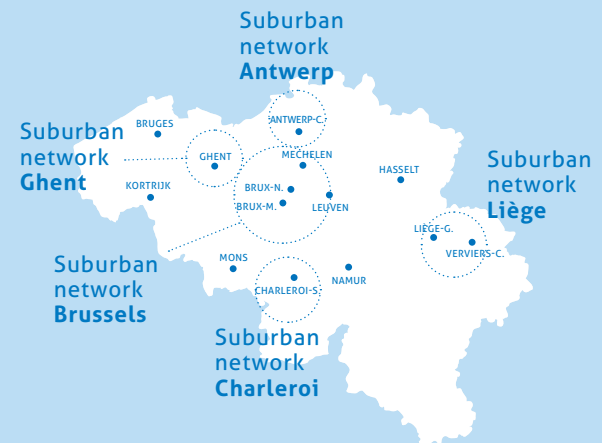 Suburban
network
Antwerp
BRUGES
ANTWERP-C.
Suburban
network
Ghent
GHENT
MECHELEN
HASSELT
Suburban
network
Liège
KORTRIJK
BRUX-N.
BRUX-M.
LEUVEN
LIÈGE-G.
VERVIERS-C.
Suburban
network
Brussels
MONS
CHARLEROI-S.
NAMUR
Suburban
network
Charleroi